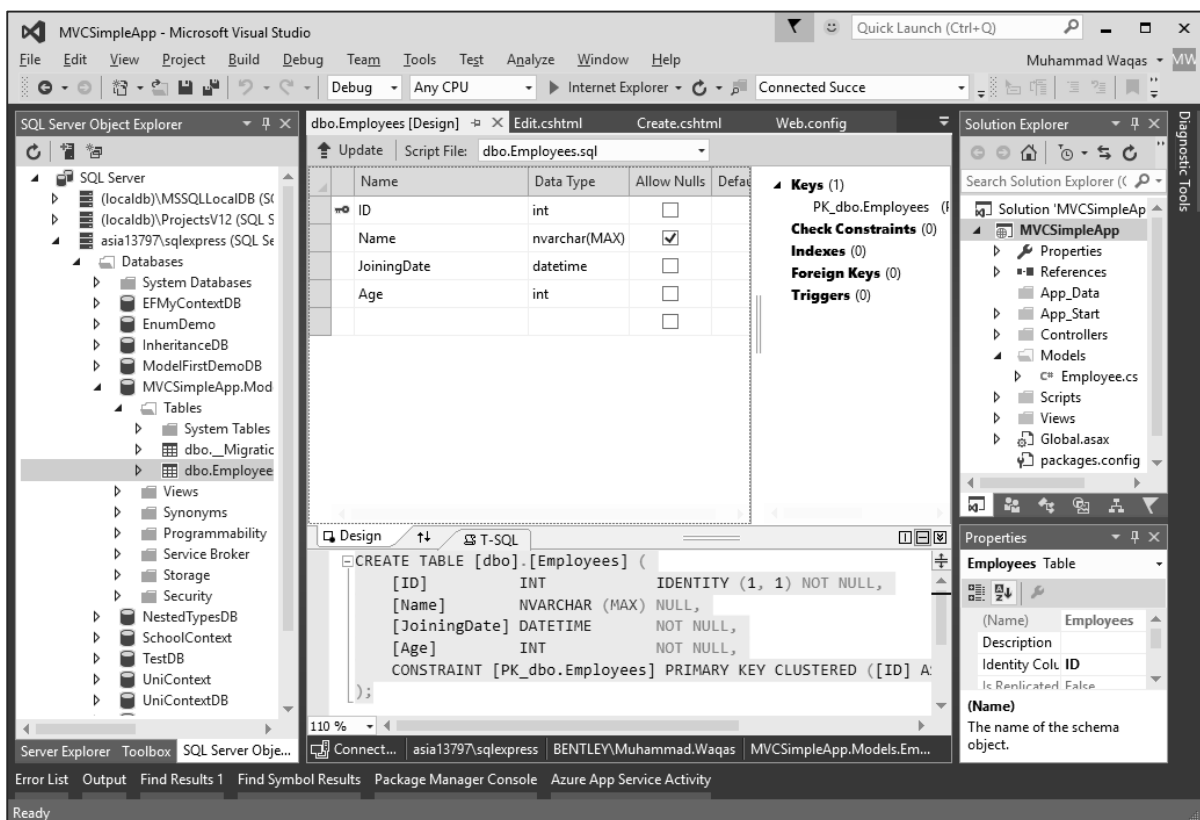 MVCSimpleApp - Microsoft Visual Studio
Quick Launch (Ctrl+Q)
File Edit View Project Build Debug Team Tools Test Analyze Window Help
Muhammad Waqas MW
Debug Any CPU Internet Explorer Connected Succe
SQL Server Object Explorer
SQL Server
(localdb)\MSSQLLocalDB (S(
(localdb)\ProjectsV12 (SQL S
asia13797\sqlexpress (SQL Se
Databases
System Databases
EFMyContextDB
EnumDemo
InheritanceDB
ModelFirstDemoDB
MVCSimpleApp.Mod
Tables
System Tables
dbo.__Migratic
dbo.Employee
Views
Synonyms
Programmability
Service Broker
Storage
Security
NestedTypesDB
SchoolContext
TestDB
UniContext
UniContextDB
Server Explorer Toolbox SQL Server Obje...
dbo.Employees [Design] Edit.cshtml Create.cshtml Web.config
Update Script File: dbo.Employees.sql
Name Data Type Allow Nulls Defau
ID int
Name nvarchar(MAX)
JoiningDate datetime
Age int
Keys (1)
PK_dbo.Employees (F
Check Constraints (0)
Indexes (0)
Foreign Keys (0)
Triggers (0)
Design T-SQL
CREATE TABLE [dbo].[Employees] (
[ID] INT IDENTITY (1, 1) NOT NULL,
[Name] NVARCHAR (MAX) NULL,
[JoiningDate] DATETIME NOT NULL,
[Age] INT NOT NULL,
CONSTRAINT [PK_dbo.Employees] PRIMARY KEY CLUSTERED ([ID] A
);
110 %
Connect... asia13797\sqlexpress BENTLEY\Muhammad.Waqas MVCSimpleApp.Models.Em...
Solution Explorer
Search Solution Explorer ((
Solution 'MVCSimpleAp
MVCSimpleApp
Properties
References
App_Data
App_Start
Controllers
Models
C# Employee.cs
Scripts
Views
Global.asax
packages.config
Properties
Employees Table
(Name) Employees
Description
Identity Colu ID
Is Replicated False
(Name)
The name of the schema
object.
Diagnostic Tools
Error List Output Find Results 1 Find Symbol Results Package Manager Console Azure App Service Activity
Ready